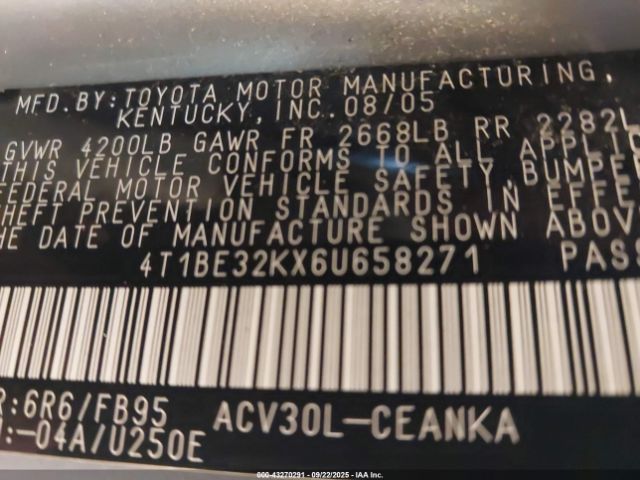 MFD. BY: TOYOTA MOTOR MANUFACTURING,
KENTUCKY, INC. 08/05
GVWR 4200LB GAWR FR 2668LB RR 2282L
THIS VEHICLE CONFORMS TO ALL APPLIC
FEDERAL MOTOR VEHICLE SAFETY, BUMPE
HEFT PREVENTION STANDARDS IN EFFE
HE DATE OF MANUFACTURE SHOWN ABOV
4T1BE32KX6U658271 PASS
R:6R6/FB95 ACV30L-CEANKA
:-04A/U250E
000-43270291 - 09/22/2025 - IAA Inc.